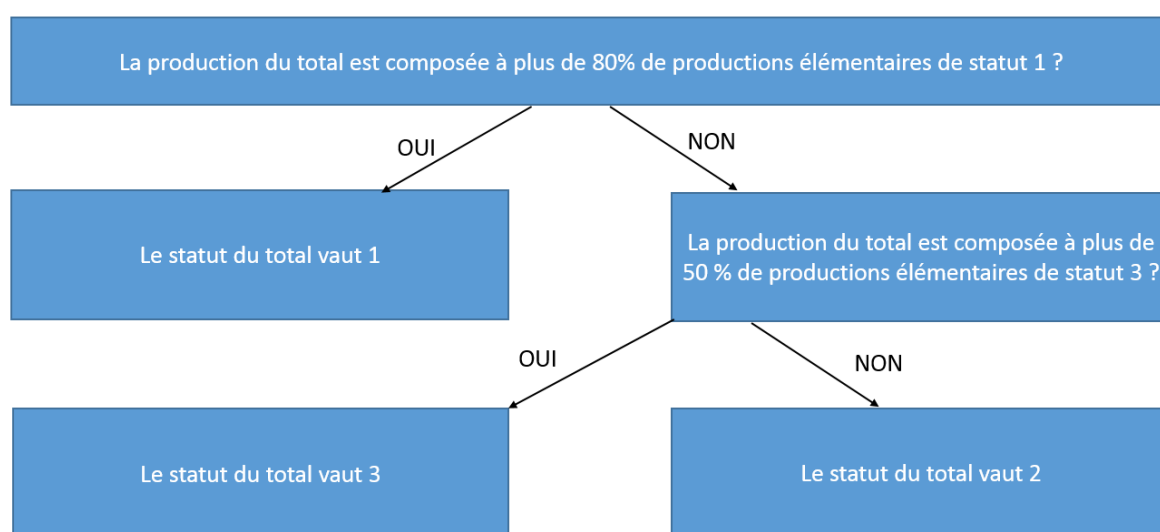 La production du total est composée à plus de 80% de productions élémentaires de statut 1 ?
OUI
NON
Le statut du total vaut 1
La production du total est composée à plus de
50 % de productions élémentaires de statut 3 ?
OUI
NON
Le statut du total vaut 3
Le statut du total vaut 2